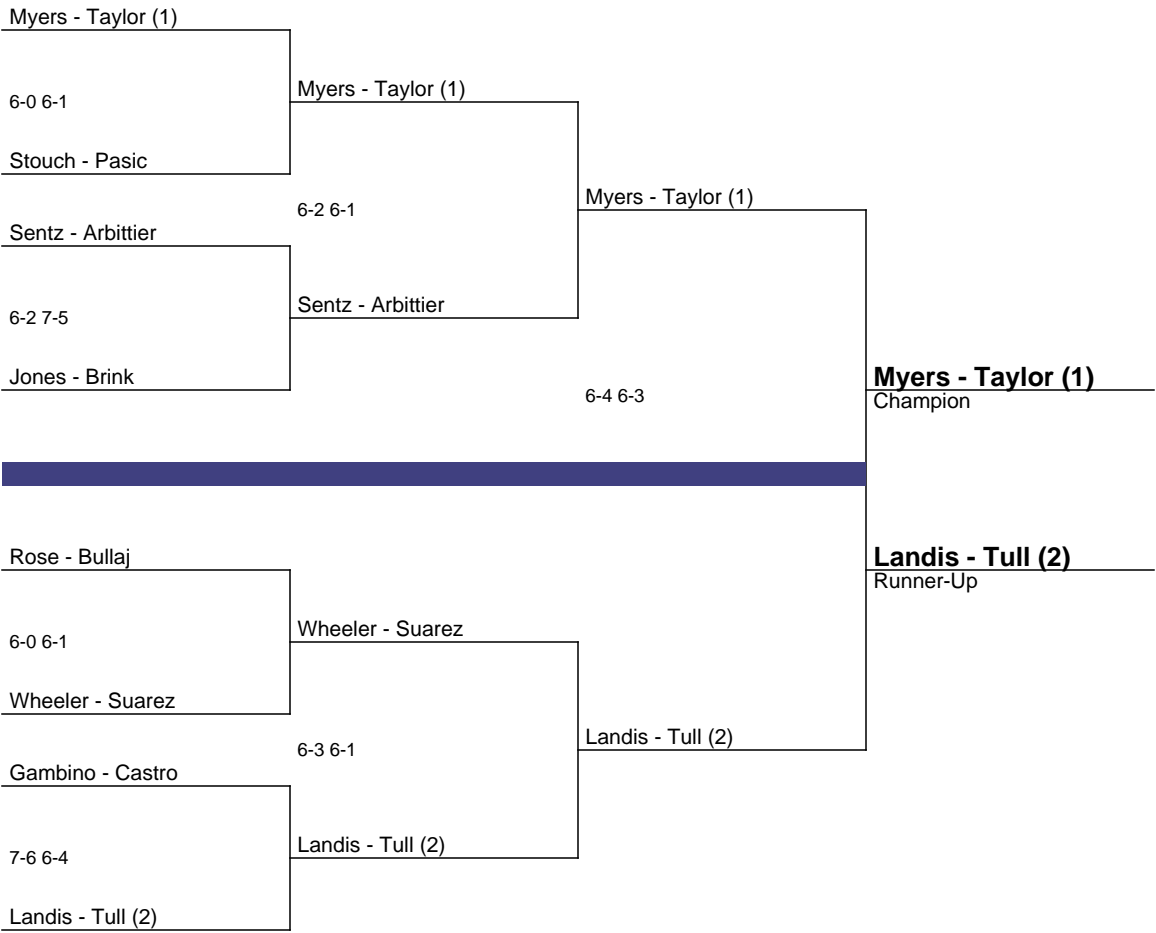 Myers - Taylor (1)
Myers - Taylor (1)
6-0 6-1
Stouch - Pasic
Myers - Taylor (1)
6-2 6-1
Sentz - Arbittier
Sentz - Arbittier
6-2 7-5
Jones - Brink
Myers - Taylor (1)
6-4 6-3
Champion
Rose - Bullaj
Landis - Tull (2)
Runner-Up
Wheeler - Suarez
6-0 6-1
Wheeler - Suarez
Landis - Tull (2)
6-3 6-1
Gambino - Castro
Landis - Tull (2)
7-6 6-4
Landis - Tull (2)